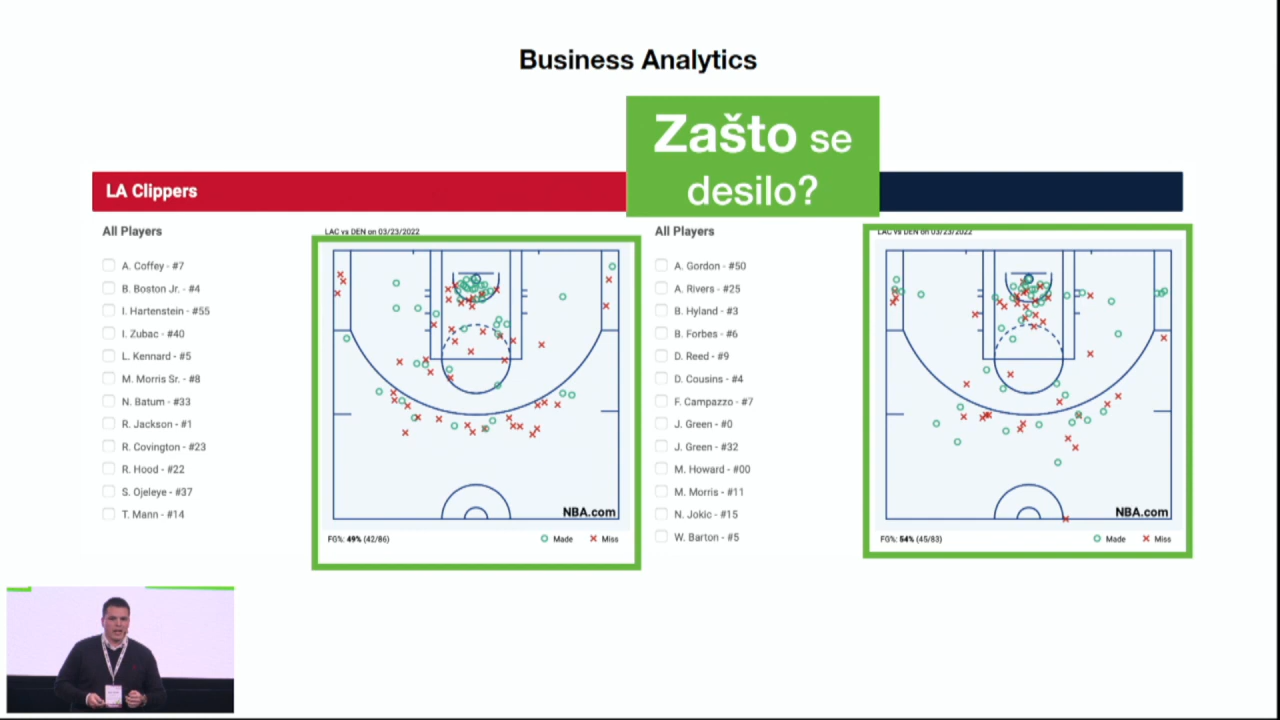 Business Analytics
Zašto se
desilo?
LA Clippers
All Players
A. Coffey - #7
B. Boston Jr. - #4
I. Hartenstein - #55
I. Zubac - #40
L. Kennard - #5
M. Morris Sr. - #8
N. Batum - #33
R. Jackson - #1
R. Covington - #23
R. Hood - #22
S. Ojeleye - #37
T. Mann - #14
LAC vs DEN on 03/23/2022
NBA.com
FG%: 49% (42/86)
Made
Miss
All Players
A. Gordon - #50
A. Rivers - #25
B. Hyland - #3
B. Forbes - #6
D. Reed - #9
D. Cousins - #4
F. Campazzo - #7
J. Green - #0
J. Green - #32
M. Howard - #00
M. Morris - #11
N. Jokic - #15
W. Barton - #5
LAC vs DEN on 03/23/2022
NBA.com
FG%: 54% (45/83)
Made
Miss